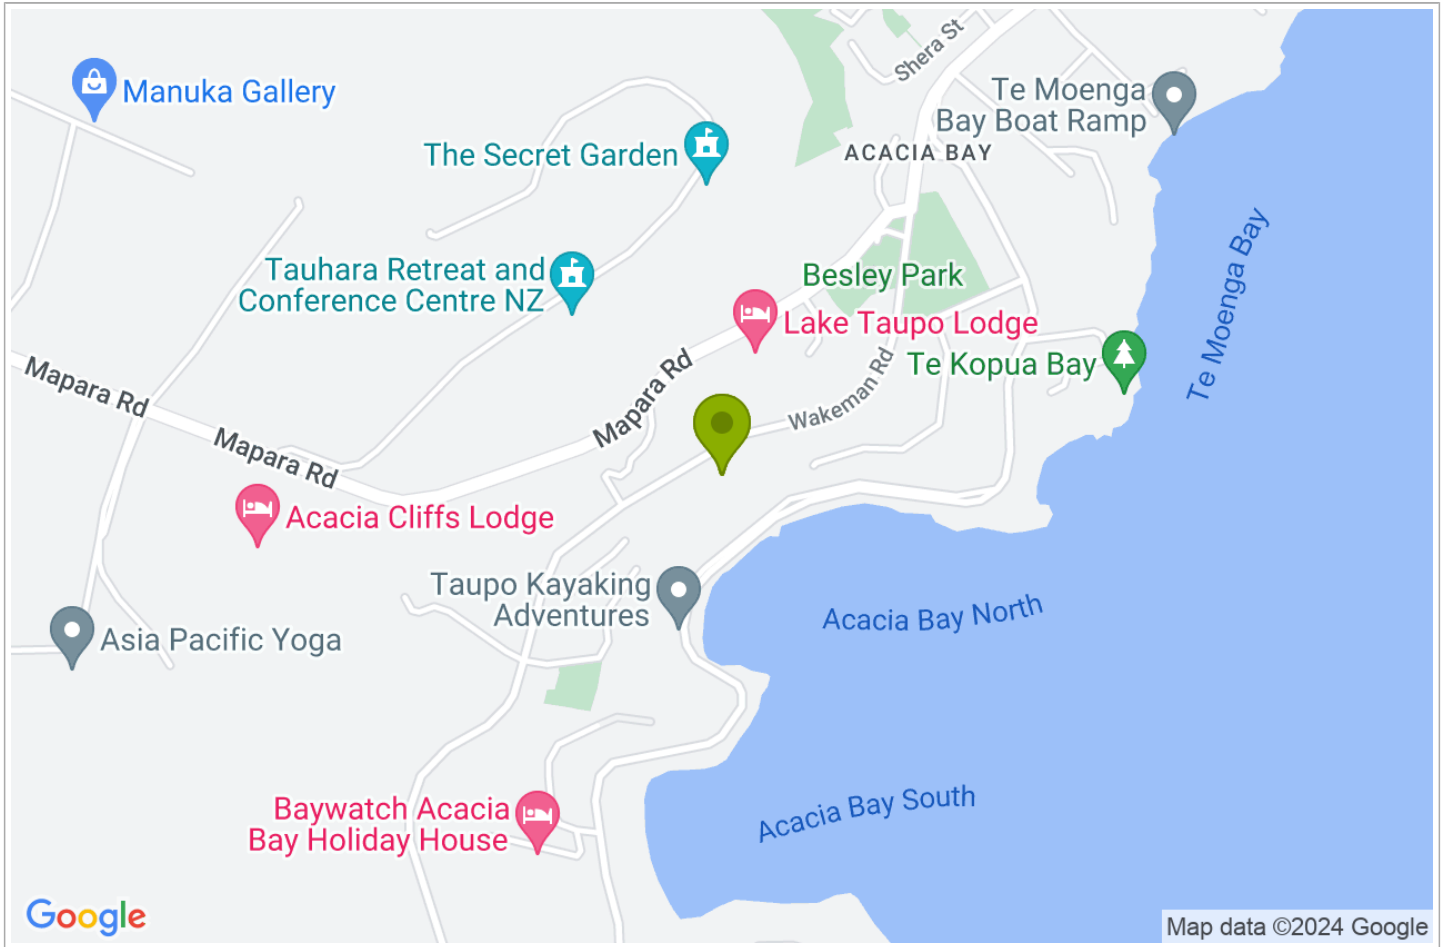 Shera St
Manuka Gallery
Te Moenga
Bay Boat Ramp
The Secret Garden
ACACIA BAY
Te Moenga Bay
Tauhara Retreat and
Conference Centre NZ
Besley Park
Lake Taupo Lodge
Te Kopua Bay
Mapara Rd
Mapara Rd
Wakeman Rd
Mapara Rd
Acacia Cliffs Lodge
Taupo Kayaking
Adventures
Acacia Bay North
Asia Pacific Yoga
Acacia Bay South
Baywatch Acacia
Bay Holiday House
Google
Map data ©2024 Google